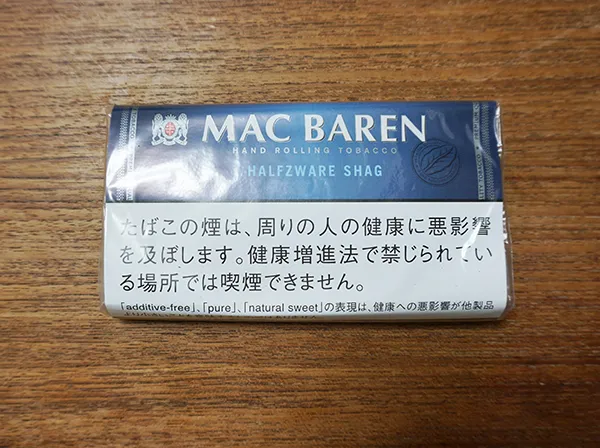 MAC BAREN
HAND ROLLING TOBACCO
HALFZWARE SHAG
たばこの煙は、周りの人の健康に悪影響
を及ぼします。健康増進法で禁じられてい
る場所では喫煙できません。
「additive-free」、「pure」、「natural sweet」の表現は、健康への悪影響が他製品